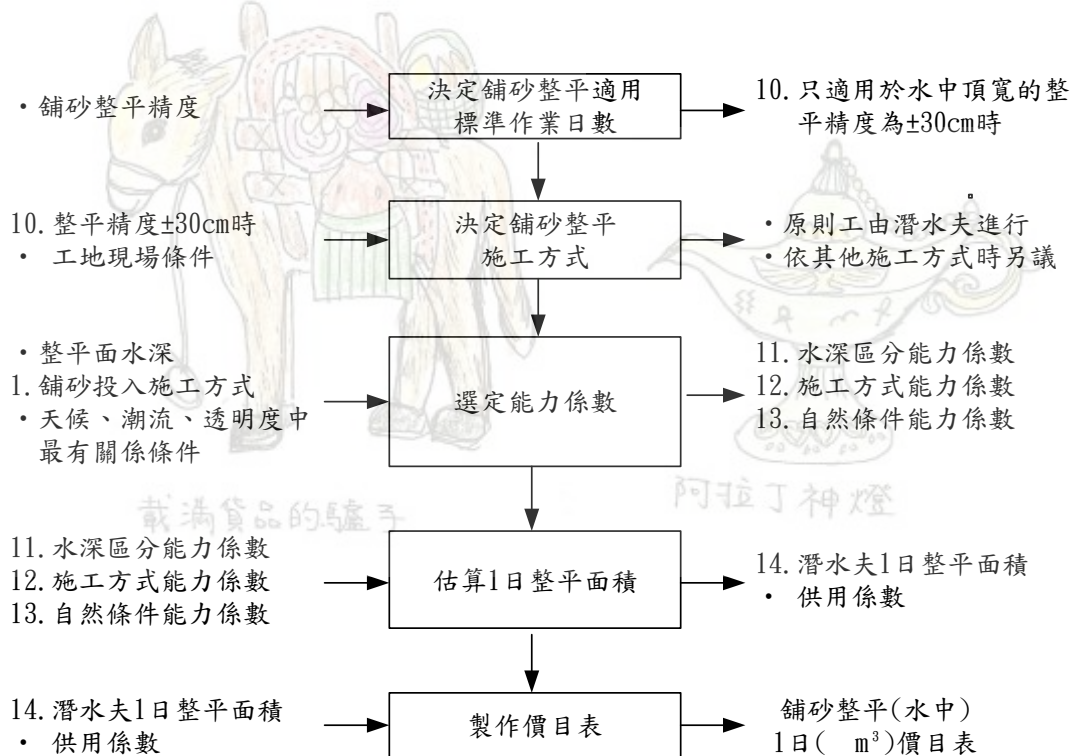 ・舖砂整平精度
決定舖砂整平適用
標準作業日數
10.只適用於水中頂寬的整
平精度為±30cm時
10.整平精度±30cm時
・ 工地現場條件
決定舖砂整平
施工方式
・原則工由潛水夫進行
・依其他施工方式時另議
・整平面水深
1.舖砂投入施工方式
・天候、潮流、透明度中
最有關係條件
選定能力係數
11.水深區分能力係數
12.施工方式能力係數
13.自然條件能力係數
載滿貨品的驢子
阿拉丁神燈
11.水深區分能力係數
12.施工方式能力係數
13.自然條件能力係數
估算1日整平面積
14.潛水夫1日整平面積
・ 供用係數
14.潛水夫1日整平面積
・ 供用係數
製作價目表
舖砂整平(水中)
1日( m³)價目表